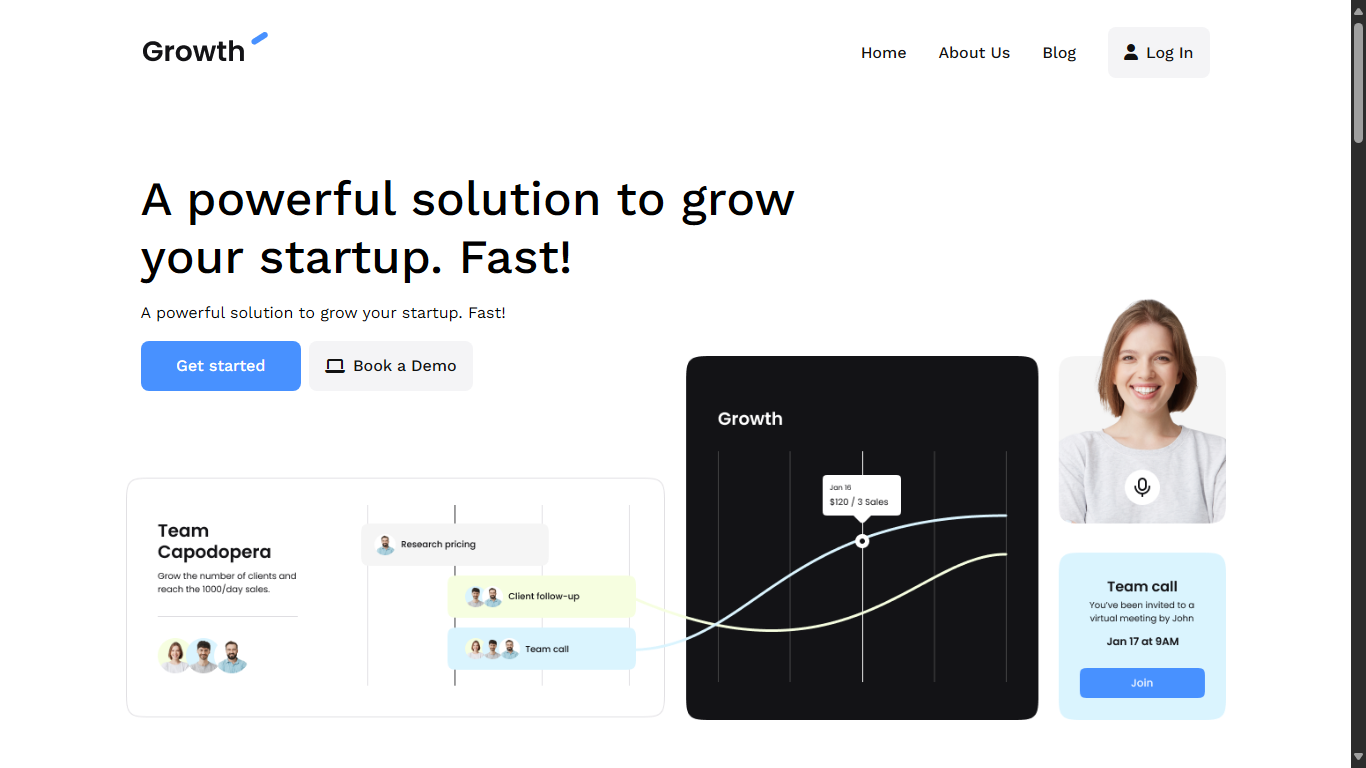 Growth
Home
About Us
Blog
Log In
A powerful solution to grow
your startup. Fast!
A powerful solution to grow your startup. Fast!
Get started
Book a Demo
Growth
Jan 16
$120 / 3 Sales
Team
Capodopera
Grow the number of clients and
reach the 1000/day sales.
Research pricing
Client follow-up
Team call
Team call
You've been invited to a
virtual meeting by John
Jan 17 at 9AM
Join